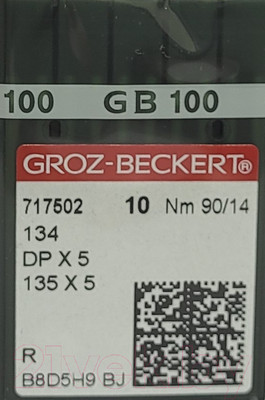 100 GB 100
GROZ-BECKERT®
717502 10 Nm 90/14
134
DP X 5
135 X 5
R
B8D5H9 BJ